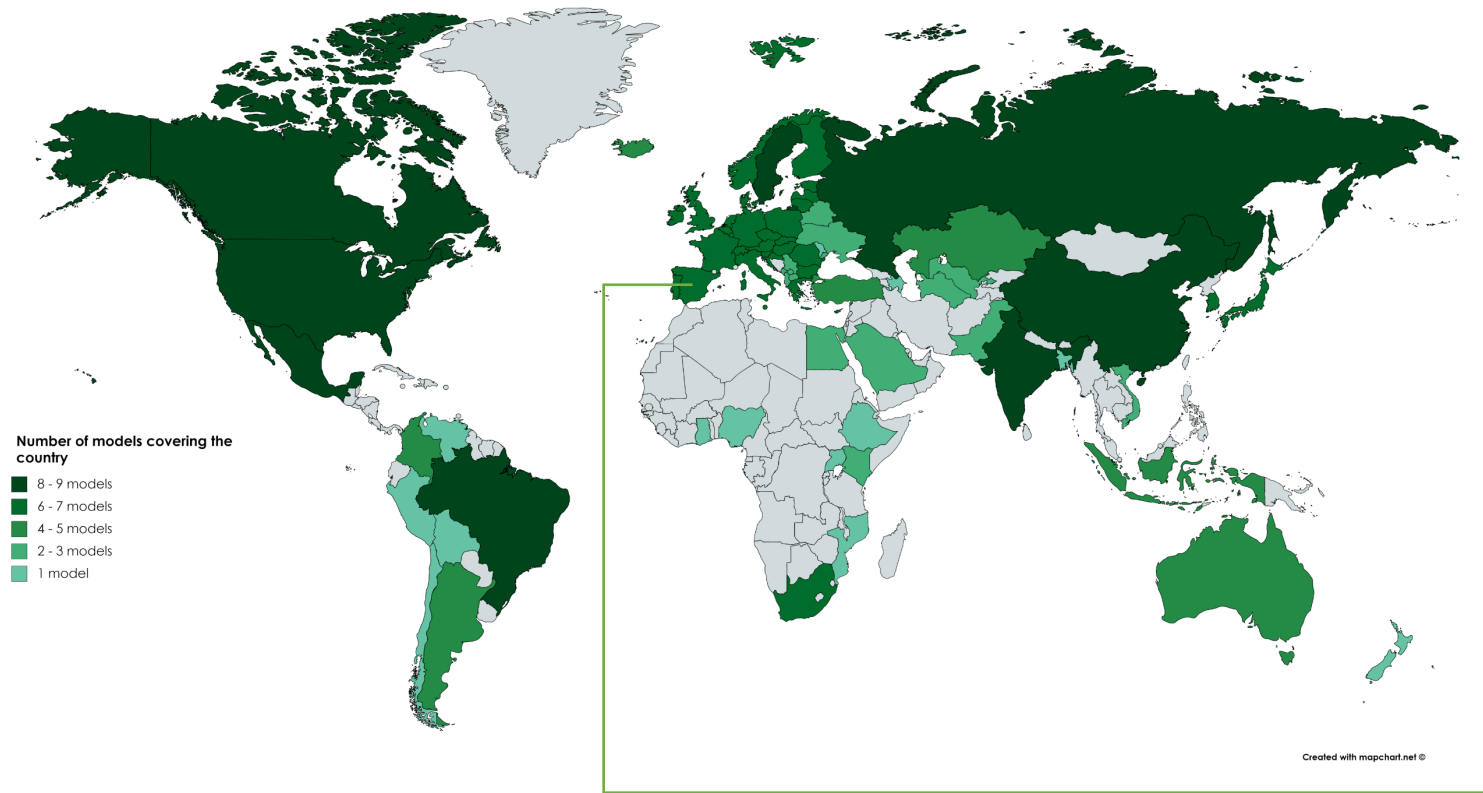 Number of models covering the
country
8 - 9 models
6 - 7 models
4 - 5 models
2 - 3 models
1 model
Created with mapchart.net ©